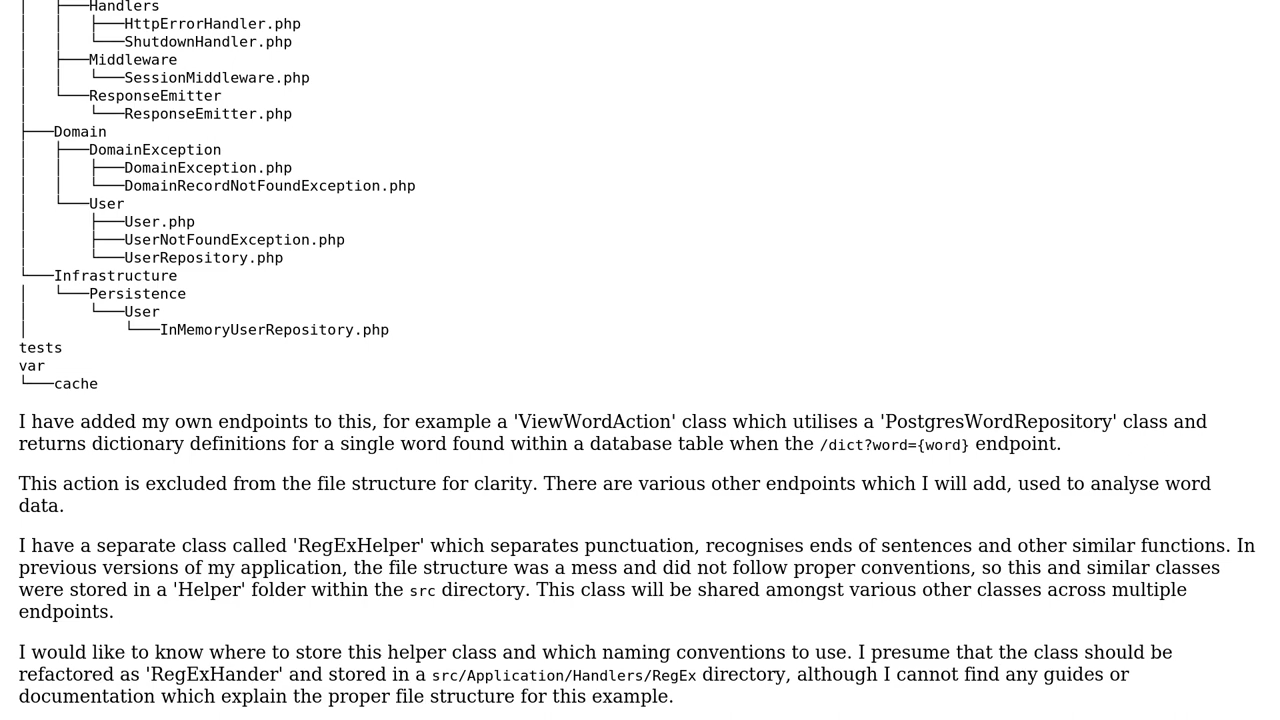 │   ├───Handlers
│   │   ├───HttpErrorHandler.php
│   │   └───ShutdownHandler.php
│   ├───Middleware
│   │   └───SessionMiddleware.php
│   └───ResponseEmitter
│       └───ResponseEmitter.php
├───Domain
│   ├───DomainException
│   │   ├───DomainException.php
│   │   └───DomainRecordNotFoundException.php
│   └───User
│       ├───User.php
│       ├───UserNotFoundException.php
│       └───UserRepository.php
└───Infrastructure
│   └───Persistence
│       └───User
│           └───InMemoryUserRepository.php
tests
var
└───cache
I have added my own endpoints to this, for example a 'ViewWordAction' class which utilises a 'PostgresWordRepository' class and
returns dictionary definitions for a single word found within a database table when the /dict?word={word} endpoint.
This action is excluded from the file structure for clarity. There are various other endpoints which I will add, used to analyse word
data.
I have a separate class called 'RegExHelper' which separates punctuation, recognises ends of sentences and other similar functions. In
previous versions of my application, the file structure was a mess and did not follow proper conventions, so this and similar classes
were stored in a 'Helper' folder within the src directory. This class will be shared amongst various other classes across multiple
endpoints.
I would like to know where to store this helper class and which naming conventions to use. I presume that the class should be
refactored as 'RegExHander' and stored in a src/Application/Handlers/RegEx directory, although I cannot find any guides or
documentation which explain the proper file structure for this example.